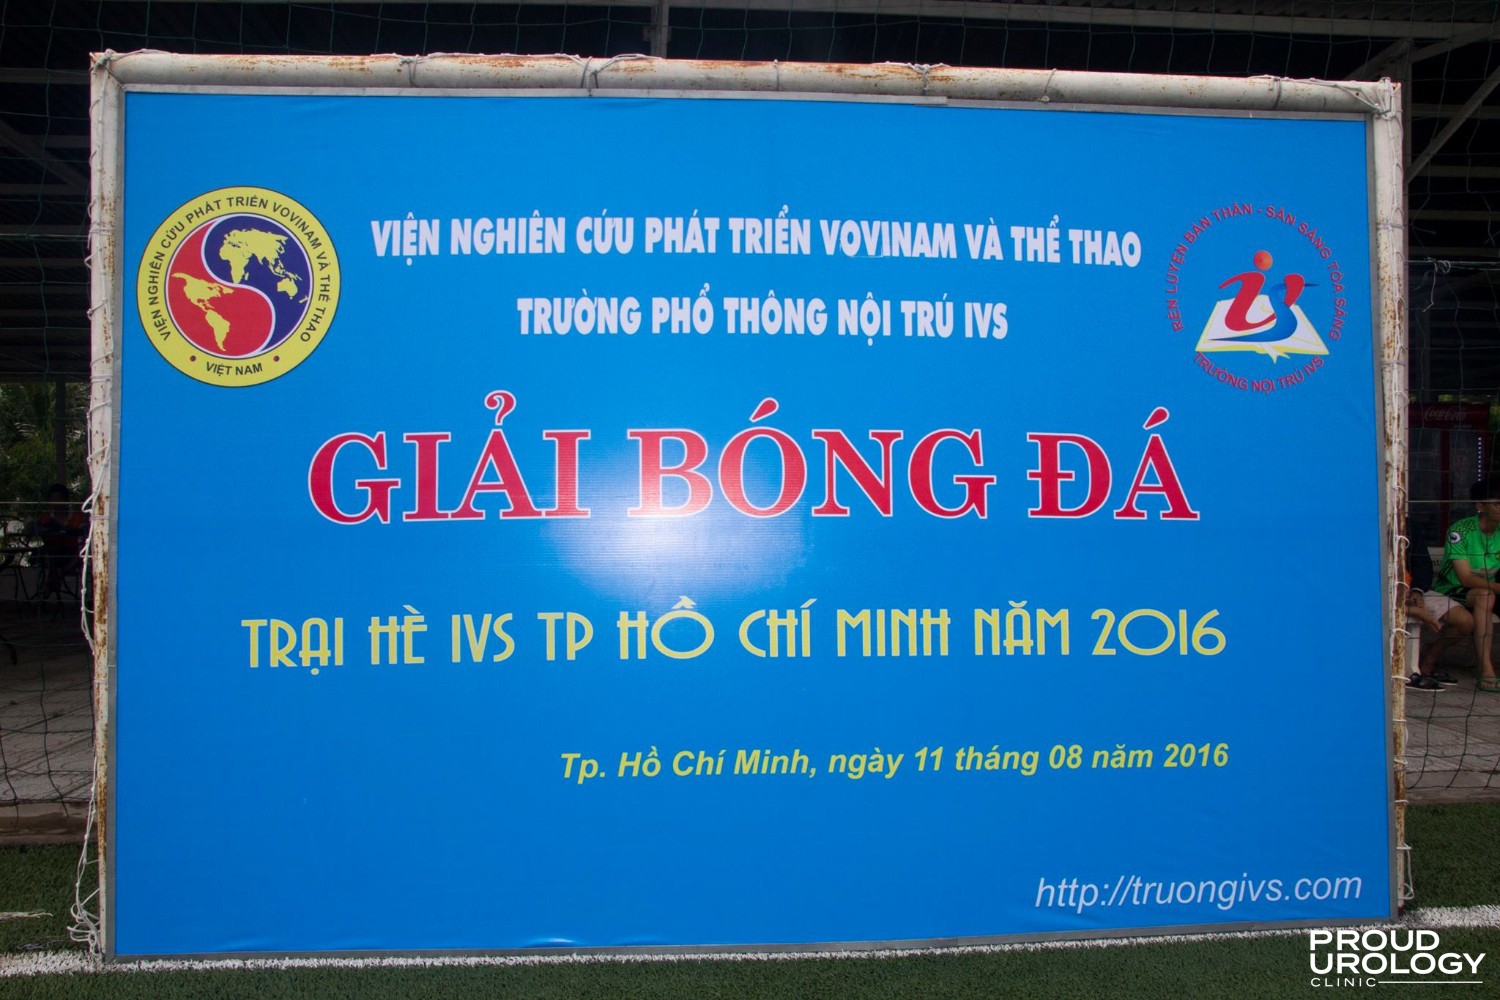 VIỆN NGHIÊN CỨU PHÁT TRIỂN VOVINAM VÀ THỂ THAO
VIỆT NAM
VIỆN NGHIÊN CỨU PHÁT TRIỂN VOVINAM VÀ THỂ THAO
TRƯỜNG PHỔ THÔNG NỘI TRÚ IVS
RÈN LUYỆN BẢN THÂN - SẴN SÀNG TỎA SÁNG
TRƯỜNG NỘI TRÚ IVS
GIẢI BÓNG ĐÁ
TRẠI HÈ IVS TP HỒ CHÍ MINH NĂM 2016
Tp. Hồ Chí Minh, ngày 11 tháng 08 năm 2016
http://truongivs.com
PROUD
UROLOGY
CLINIC